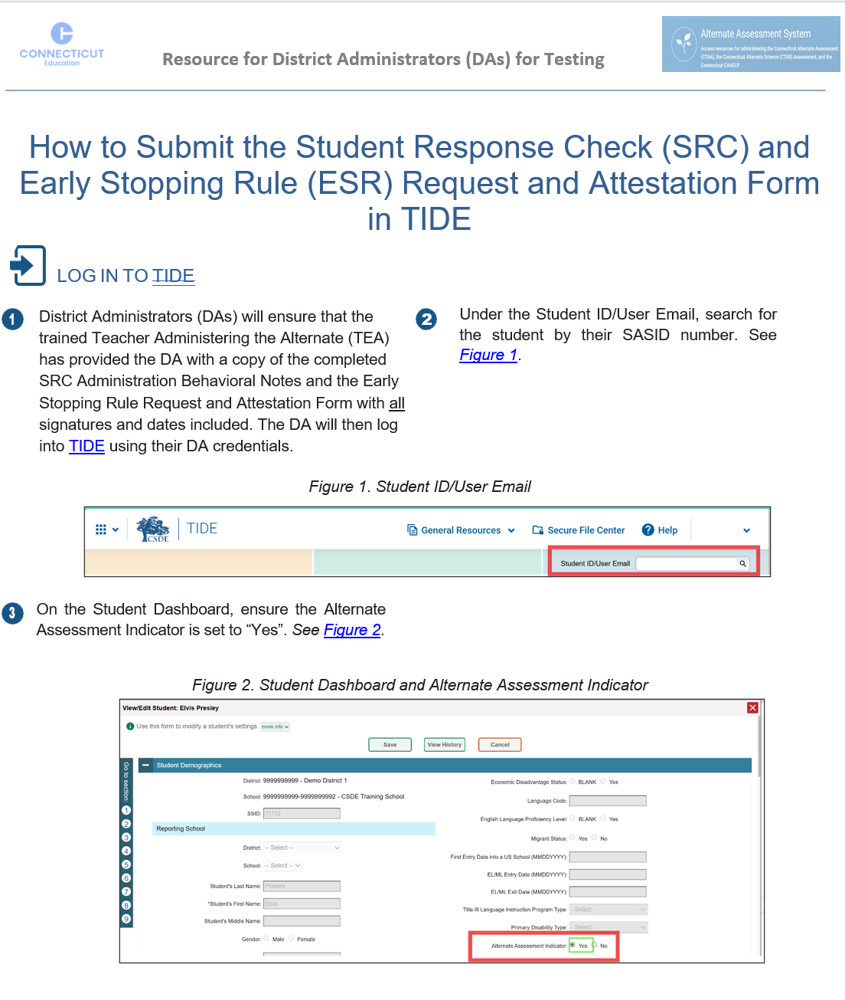 CONNECTICUT
Education
Resource for District Administrators (DAs) for Testing
Alternate Assessment System
Access resources for administering the Connecticut Alternate Assessment
(CTAA), the Connecticut Alternate Science (CTAS) Assessment, and the
Connecticut CAAELP.
How to Submit the Student Response Check (SRC) and
Early Stopping Rule (ESR) Request and Attestation Form
in TIDE
LOG IN TO TIDE
1
District Administrators (DAs) will ensure that the
trained Teacher Administering the Alternate (TEA)
has provided the DA with a copy of the completed
SRC Administration Behavioral Notes and the Early
Stopping Rule Request and Attestation Form with all
signatures and dates included. The DA will then log
into TIDE using their DA credentials.
2
Under the Student ID/User Email, search for
the student by their SASID number. See
Figure 1.
Figure 1. Student ID/User Email
CSDE
TIDE
General Resources
Secure File Center
? Help
Student ID/User Email
3
On the Student Dashboard, ensure the Alternate
Assessment Indicator is set to “Yes”. See Figure 2.
Figure 2. Student Dashboard and Alternate Assessment Indicator
View/Edit Student: Elvis Presley
i Use this form to modify a student's settings. more info
Save
View History
Cancel
Go to section:
1
2
3
4
5
6
7
8
9
Student Demographics
District: 9999999999 - Demo District 1
School: 9999999999-9999999992 - CSDE Training School
SSID: 11112
Reporting School
District: -- Select --
School: -- Select --
Student's Last Name: Presley
*Student's First Name: Elvis
Student's Middle Name:
Gender: Male Female
Economic Disadvantage Status: BLANK Yes
Language Code:
English Language Proficiency Level: BLANK Yes
Migrant Status: Yes No
First Entry Date into a US School (MMDDYYYY):
EL/ML Entry Date (MMDDYYYY):
EL/ML Exit Date (MMDDYYYY):
Title III Language Instruction Program Type: - Select -
Primary Disability Type: - Select -
Alternate Assessment Indicator: Yes No